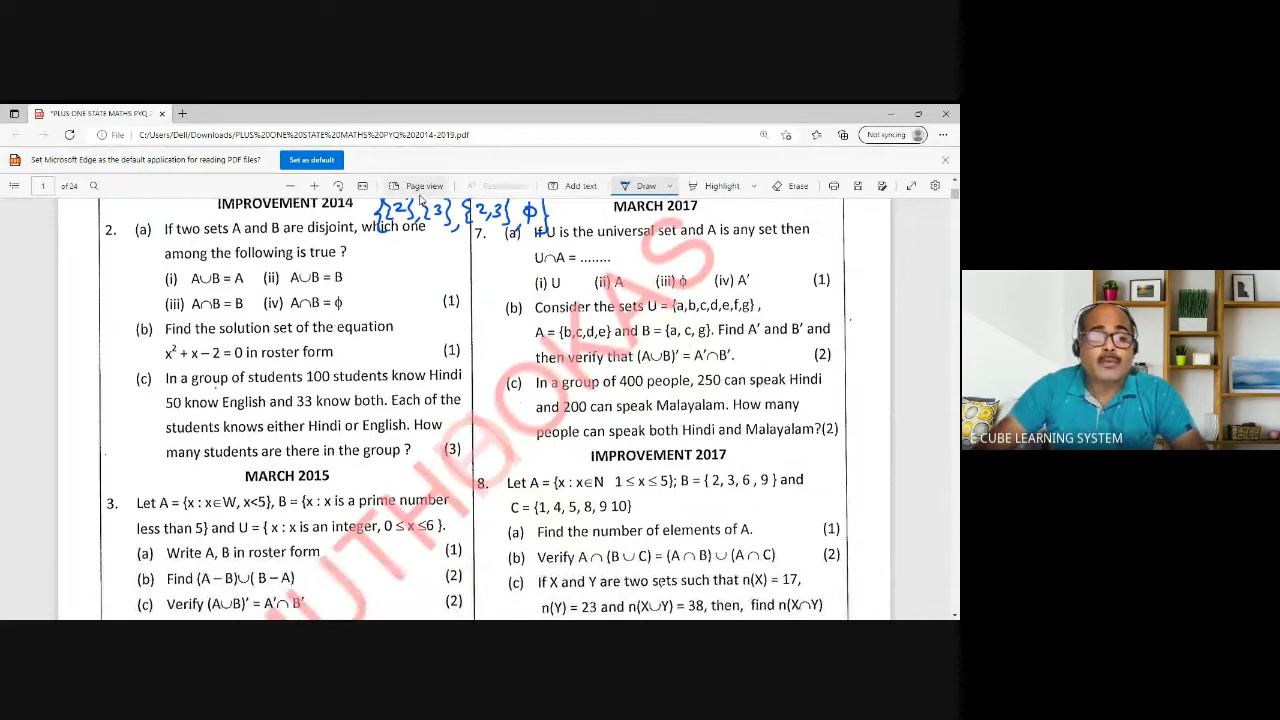 *PLUS ONE STATE MATHS PYQ 2
File
C:/Users/Dell/Downloads/PLUS%20ONE%20STATE%20MATHS%20PYQ%202014-2019.pdf
Not syncing
Set Microsoft Edge as the default application for reading PDF files?
Set as default
1
of 24
Page view
Add text
Draw
Highlight
Erase
IMPROVEMENT 2014
{{2},{3},{2,3},ϕ}
2. (a) If two sets A and B are disjoint, which one
among the following is true ?
(i) A∪B = A (ii) A∪B = B
(iii) A∩B = B (iv) A∩B = ϕ (1)
(b) Find the solution set of the equation
x² + x – 2 = 0 in roster form (1)
(c) In a group of students 100 students know Hindi
50 know English and 33 know both. Each of the
students knows either Hindi or English. How
many students are there in the group ? (3)
MARCH 2015
3. Let A = {x : x∈W, x<5}, B = {x : x is a prime number
less than 5} and U = { x : x is an integer, 0 ≤ x ≤6 }.
(a) Write A, B in roster form (1)
(b) Find (A – B)∪( B – A) (2)
(c) Verify (A∪B)′ = A′∩ B′ (2)
MARCH 2017
7. (a) If U is the universal set and A is any set then
U∩A = ........
(i) U (ii) A (iii) ϕ (iv) A′ (1)
(b) Consider the sets U = {a,b,c,d,e,f,g} ,
A = {b,c,d,e} and B = {a, c, g}. Find A′ and B′ and
then verify that (A∪B)′ = A′∩B′. (2)
(c) In a group of 400 people, 250 can speak Hindi
and 200 can speak Malayalam. How many
people can speak both Hindi and Malayalam?(2)
IMPROVEMENT 2017
8. Let A = {x : x∈N 1 ≤ x ≤ 5}; B = { 2, 3, 6 , 9 } and
C = {1, 4, 5, 8, 9 10}
(a) Find the number of elements of A. (1)
(b) Verify A ∩ (B ∪ C) = (A ∩ B) ∪ (A ∩ C) (2)
(c) If X and Y are two sets such that n(X) = 17,
n(Y) = 23 and n(X∪Y) = 38, then, find n(X∩Y)
E CUBE LEARNING SYSTEM